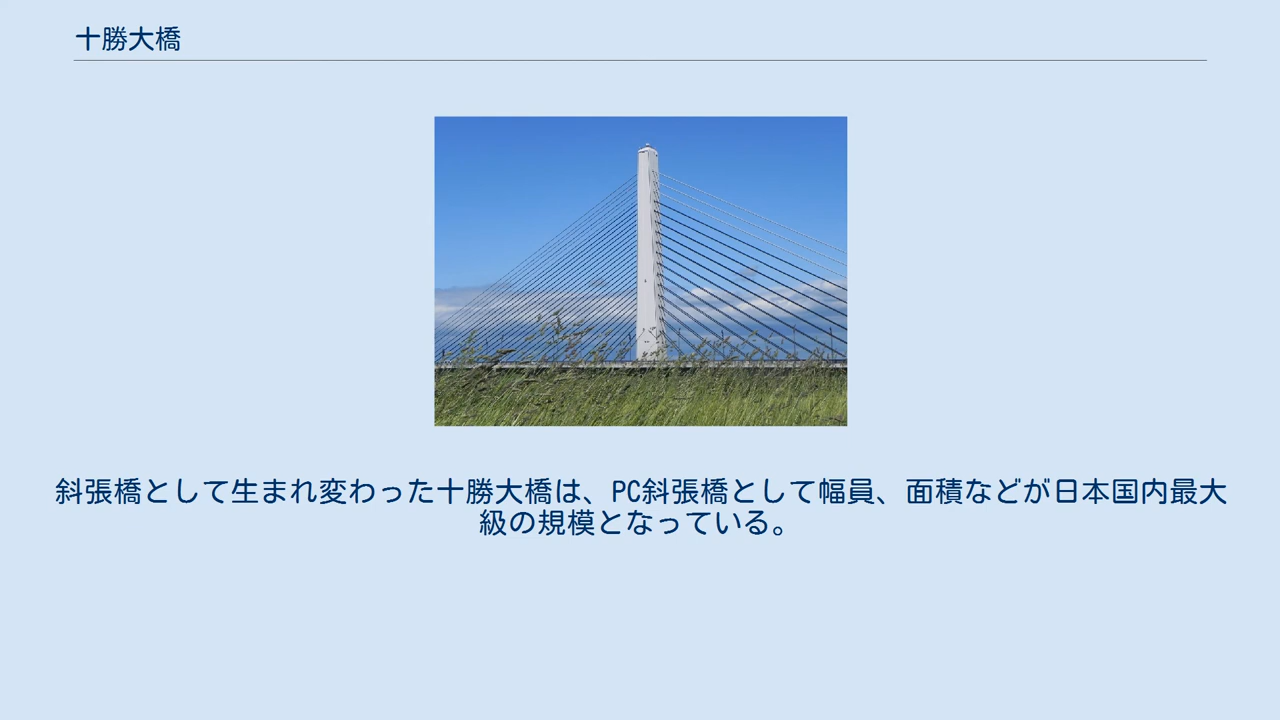 十勝大橋
斜張橋として生まれ変わった十勝大橋は、PC斜張橋として幅員、面積などが日本国内最大
級の規模となっている。